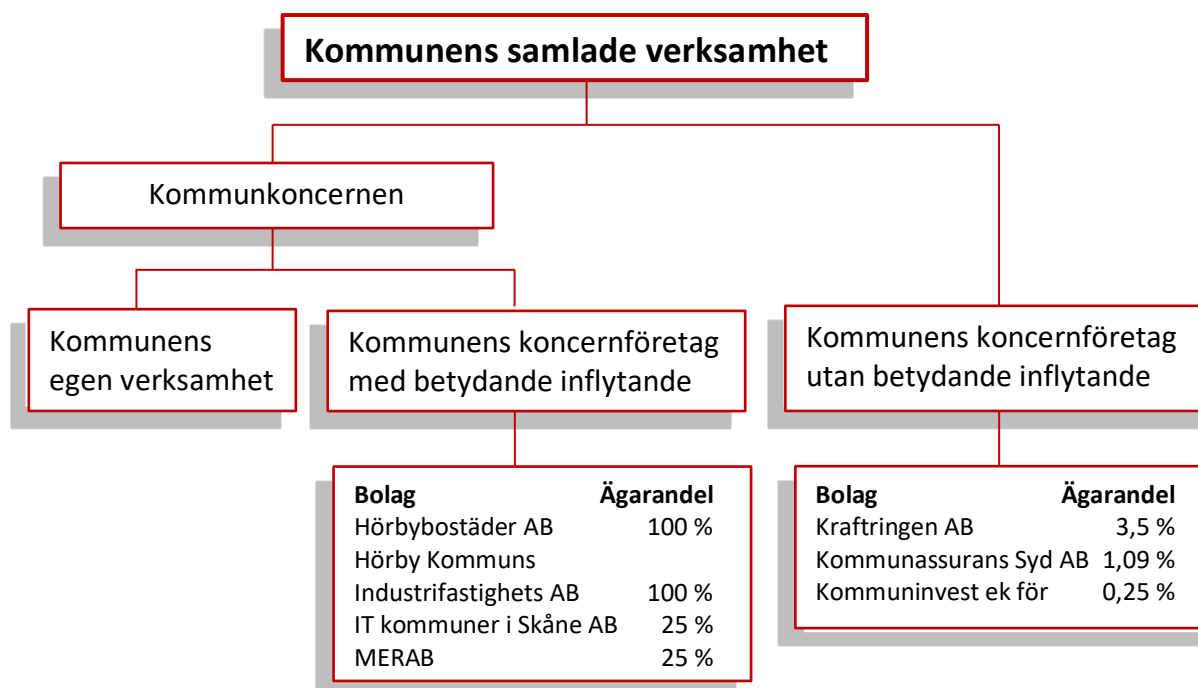 Kommunens samlade verksamhet
Kommunkoncernen
Kommunens
egen verksamhet
Kommunens koncernföretag
med betydande inflytande
Kommunens koncernföretag
utan betydande inflytande
Bolag Ägarandel
Hörbybostäder AB 100 %
Hörby Kommuns
Industrifastighets AB 100 %
IT kommuner i Skåne AB 25 %
MERAB 25 %
Bolag Ägarandel
Kraftringen AB 3,5 %
Kommunassurans Syd AB 1,09 %
Kommuninvest ek för 0,25 %